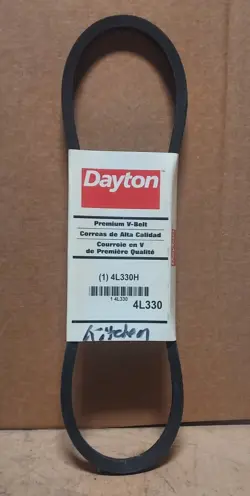 Dayton
Premium V-Belt
Correas de Alta Calidad
Courroie en V
de Première Qualité
(1) 4L330H
1 4L330
4L330
Kitchen